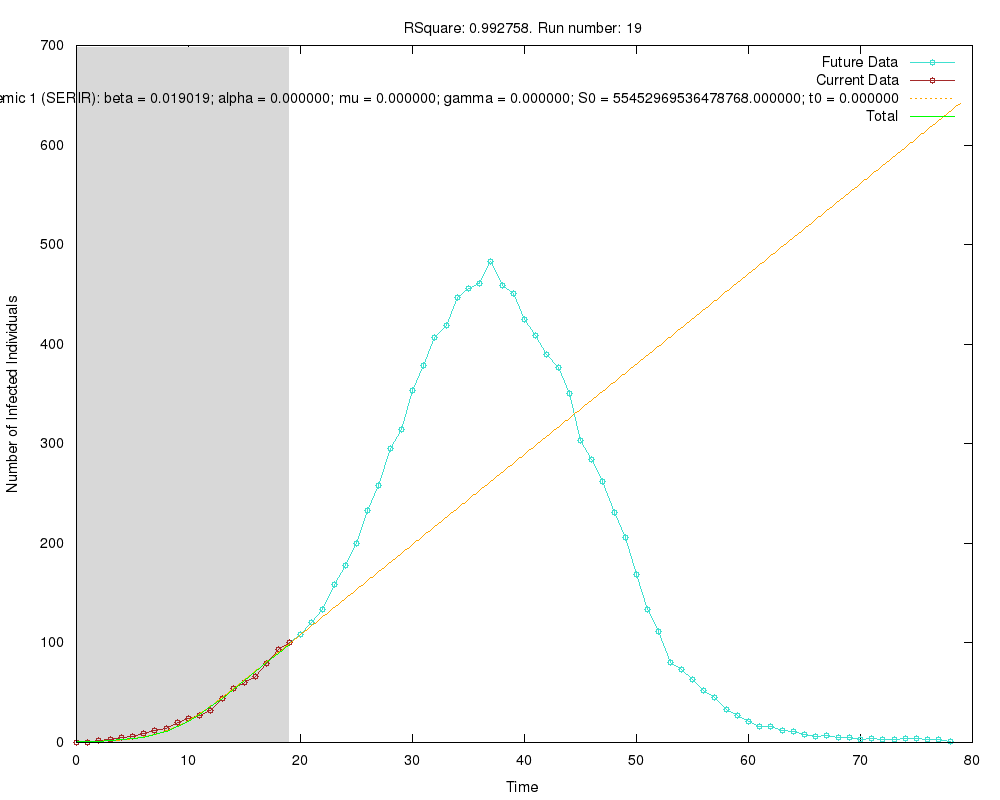 RSquare: 0.992758. Run number: 19
700
600
500
400
300
200
100
0
Number of Infected Individuals
Future Data
Current Data
emic 1 (SERIR): beta = 0.019019; alpha = 0.000000; mu = 0.000000; gamma = 0.000000; S0 = 55452969536478768.000000; t0 = 0.000000
Total
0 10 20 30 40 50 60 70 80
Time